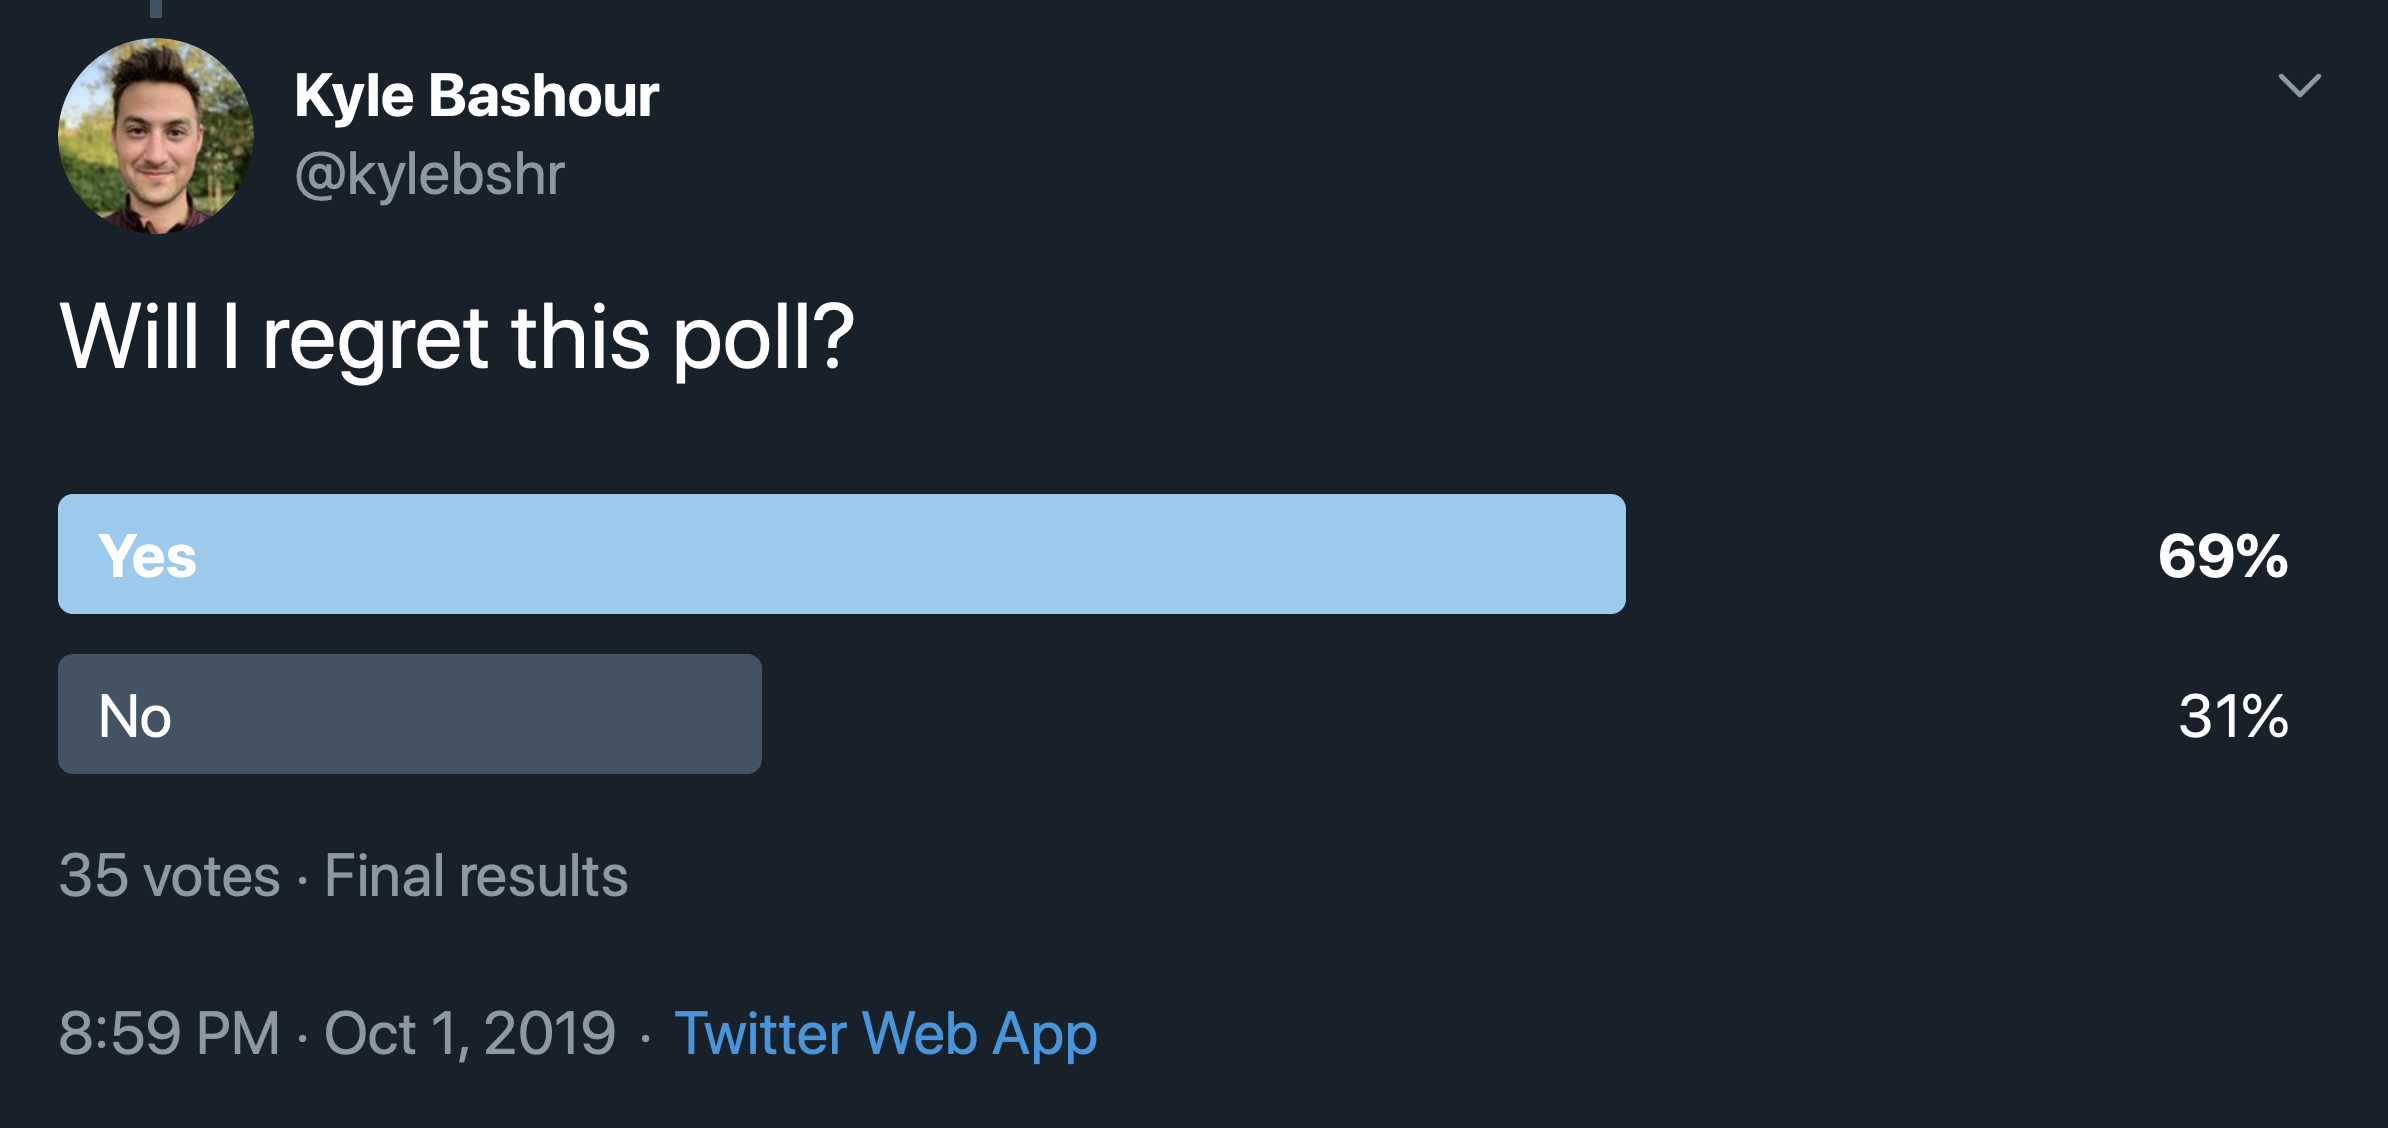 Kyle Bashour
@kylebshr
Will I regret this poll?
Yes 69%
No 31%
35 votes · Final results
8:59 PM · Oct 1, 2019 · Twitter Web App